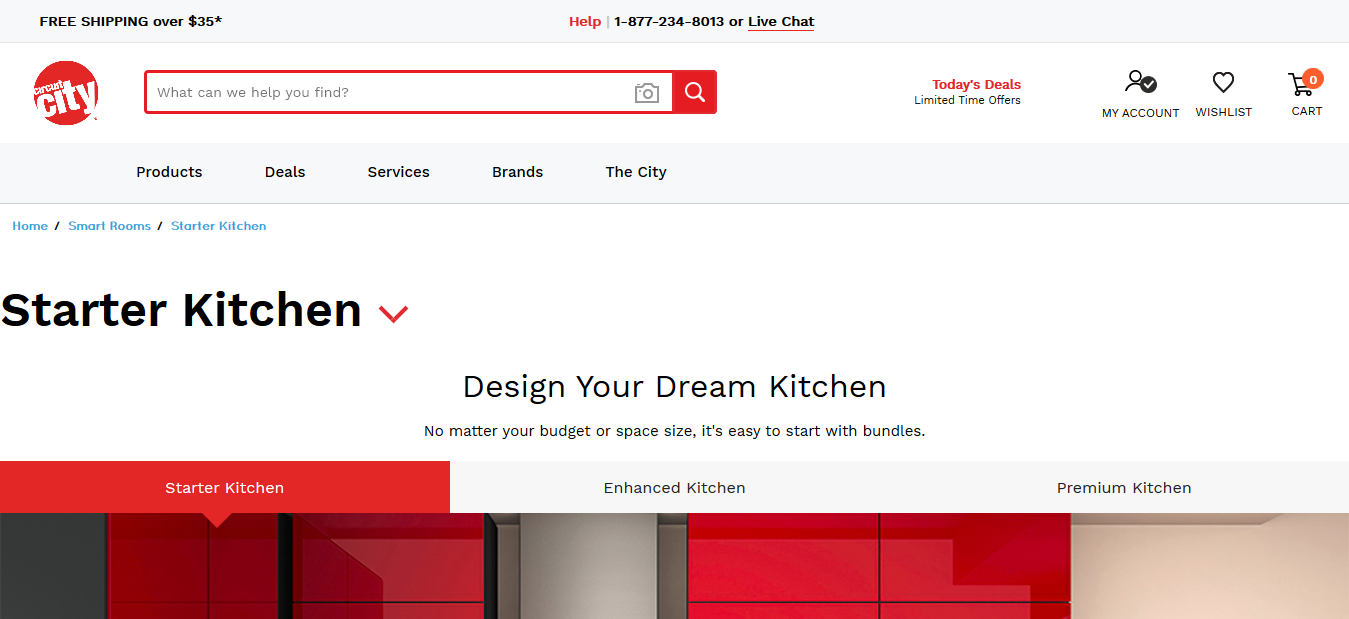 FREE SHIPPING over $35*
Help | 1-877-234-8013 or Live Chat
circuit
city
What can we help you find?
Today's Deals
Limited Time Offers
MY ACCOUNT
WISHLIST
0
CART
Products
Deals
Services
Brands
The City
Home / Smart Rooms / Starter Kitchen
Starter Kitchen
Design Your Dream Kitchen
No matter your budget or space size, it's easy to start with bundles.
Starter Kitchen
Enhanced Kitchen
Premium Kitchen